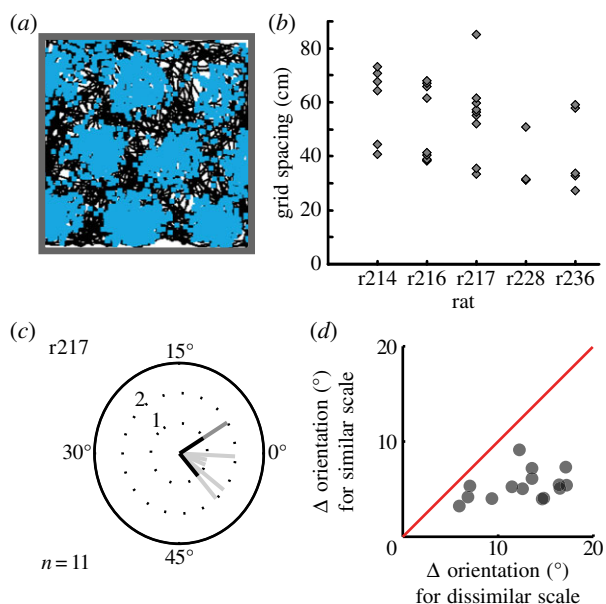 (a)
(b)
80
60
40
20
0
grid spacing (cm)
r214 r216 r217 r228 r236
rat
(c)
r217
15°
2
1
30°
0°
45°
n = 11
(d)
20
10
Δ orientation (°)
for similar scale
0 10 20
Δ orientation (°)
for dissimilar scale